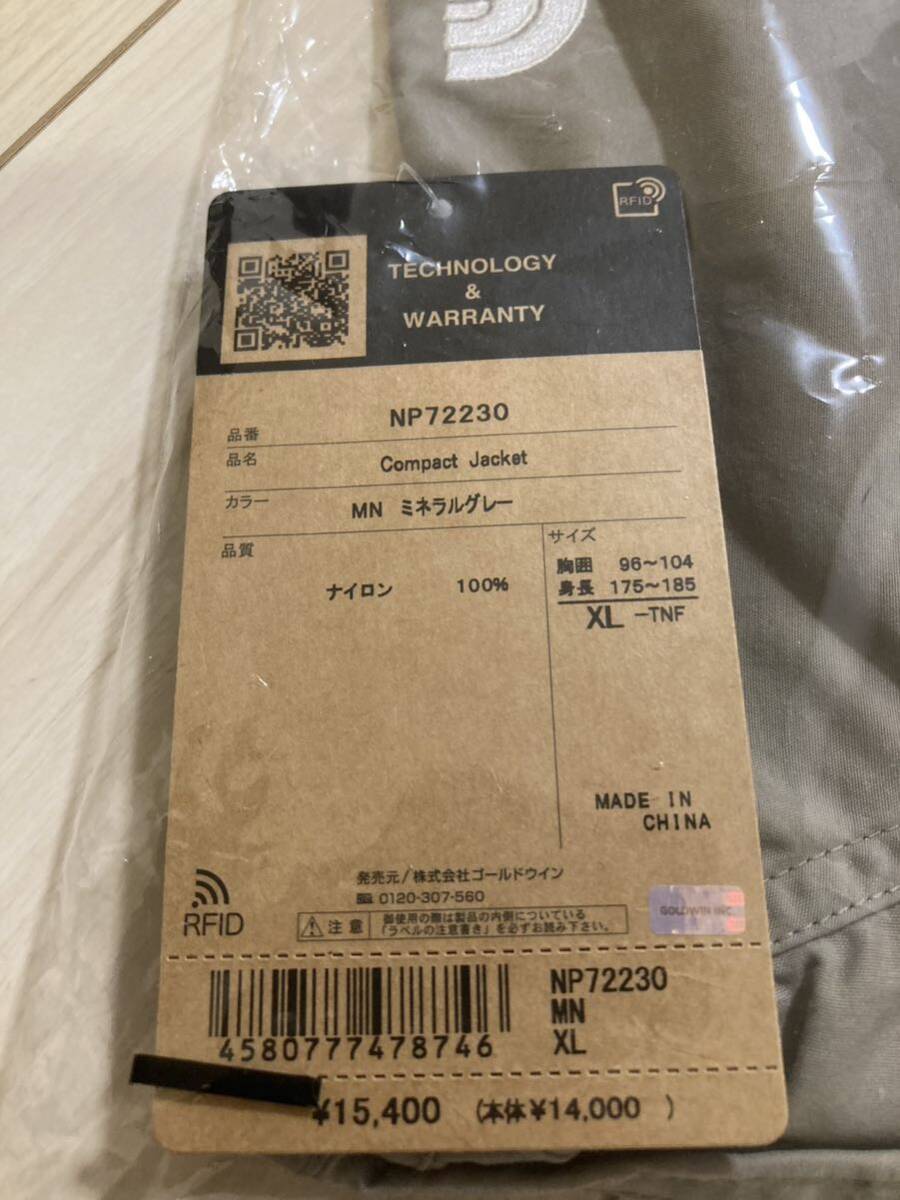 RFID
TECHNOLOGY
&
WARRANTY
品番 NP72230
品名 Compact Jacket
カラー MN ミネラルグレー
品質
ナイロン 100%
サイズ
胸囲 96~104
身長 175~185
XL -TNF
MADE IN
CHINA
発売元/株式会社ゴールドウイン
0120-307-560
RFID
注意
御使用の際は製品の内側についている
「ラベルの注意書き」を必ずお読み下さい。
GOLDWIN INC.
4580777478746
NP72230
MN
XL
¥15,400 (本体¥14,000 )